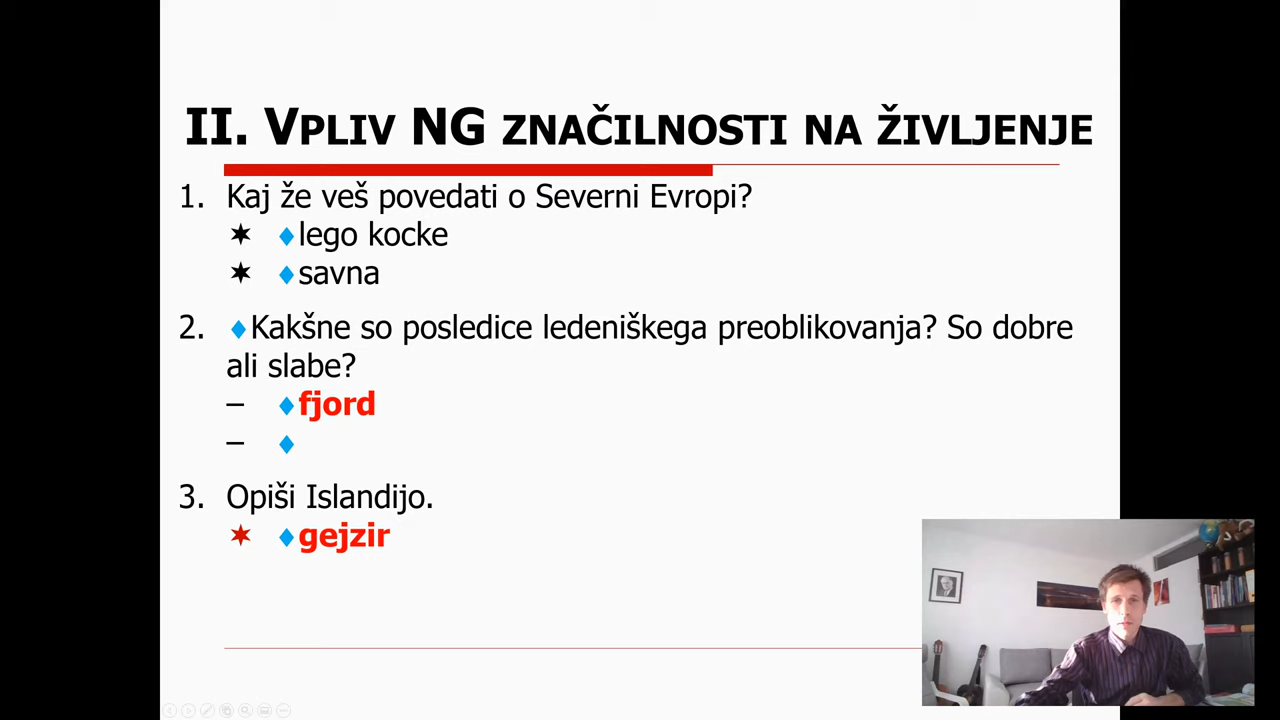 II. VPLIV NG ZNAČILNOSTI NA ŽIVLJENJE
1. Kaj že veš povedati o Severni Evropi?
lego kocke
savna
2. Kakšne so posledice ledeniškega preoblikovanja? So dobre
ali slabe?
– fjord
–
3. Opiši Islandijo.
gejzir